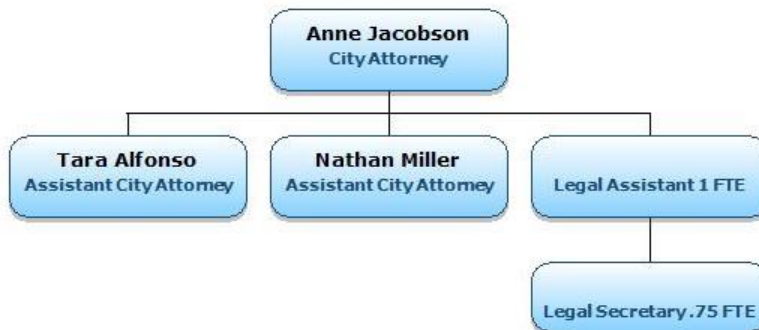 Anne Jacobson
City Attorney
Tara Alfonso
Assistant City Attorney
Nathan Miller
Assistant City Attorney
Legal Assistant 1 FTE
Legal Secretary .75 FTE